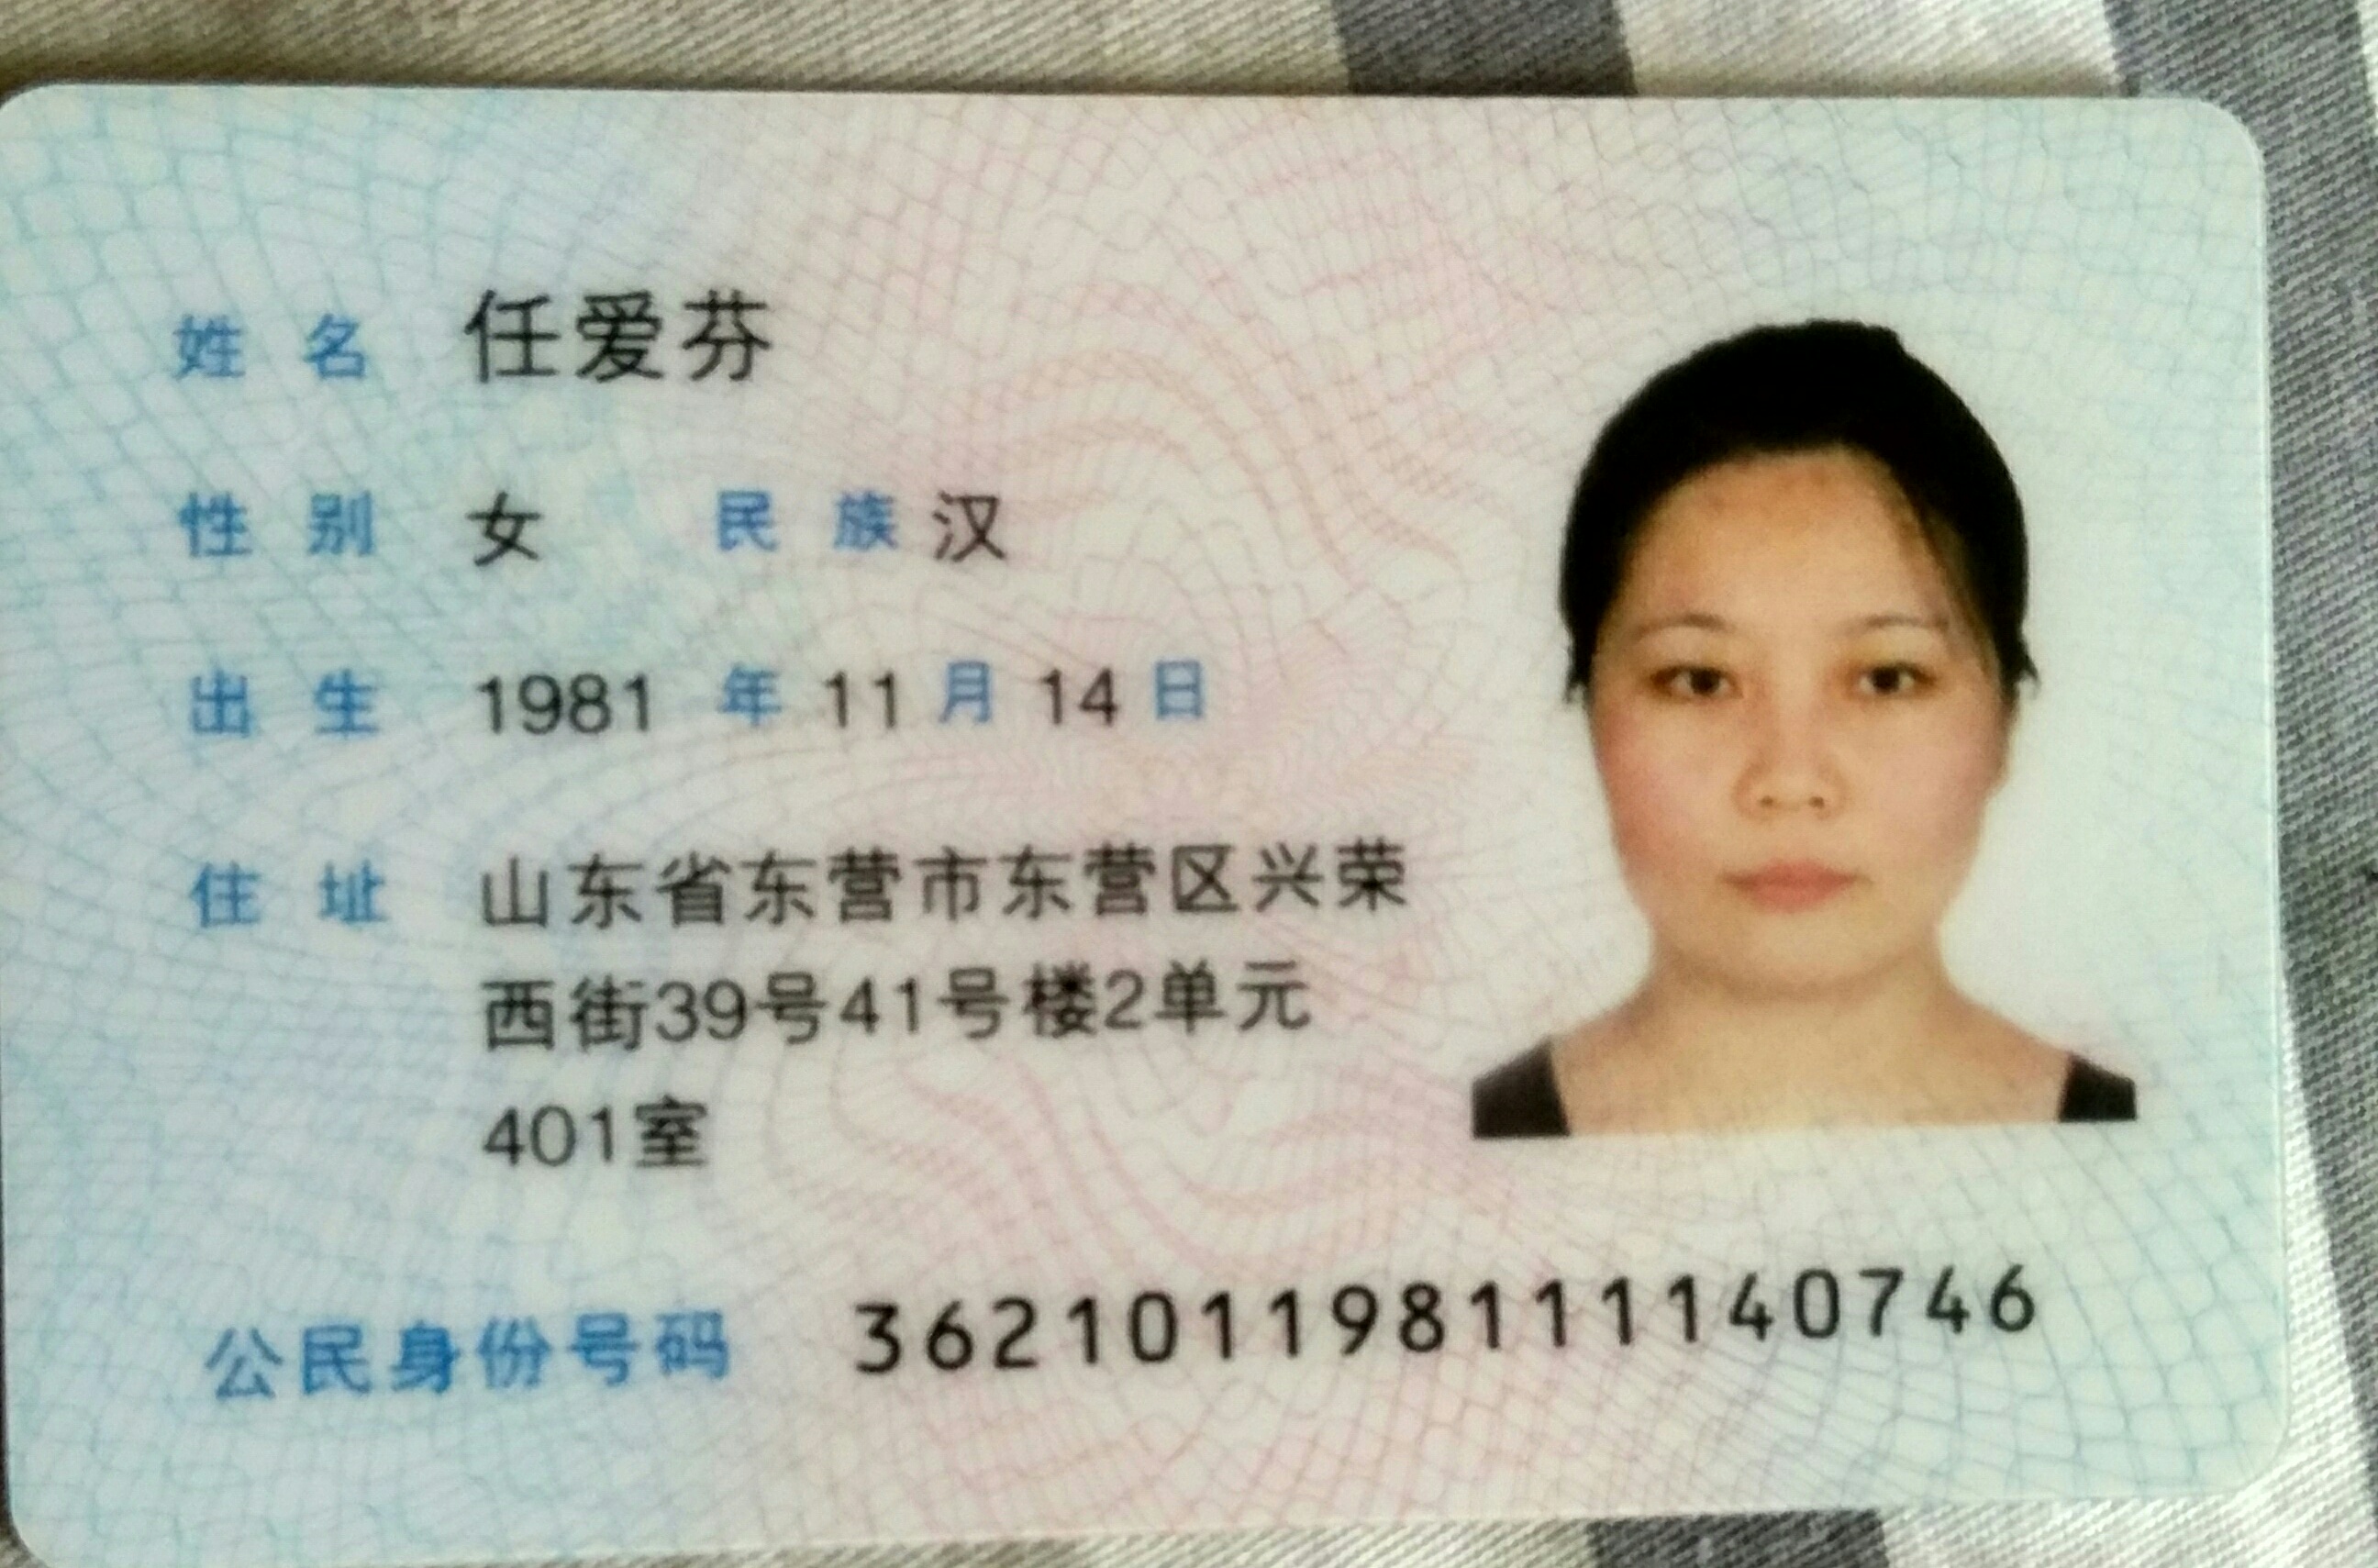 姓名 任爱芬
性别 女 民族 汉
出生 1981 年 11 月 14 日
住址 山东省东营市东营区兴荣
西街39号41号楼2单元
401室
公民身份号码 362101198111140746